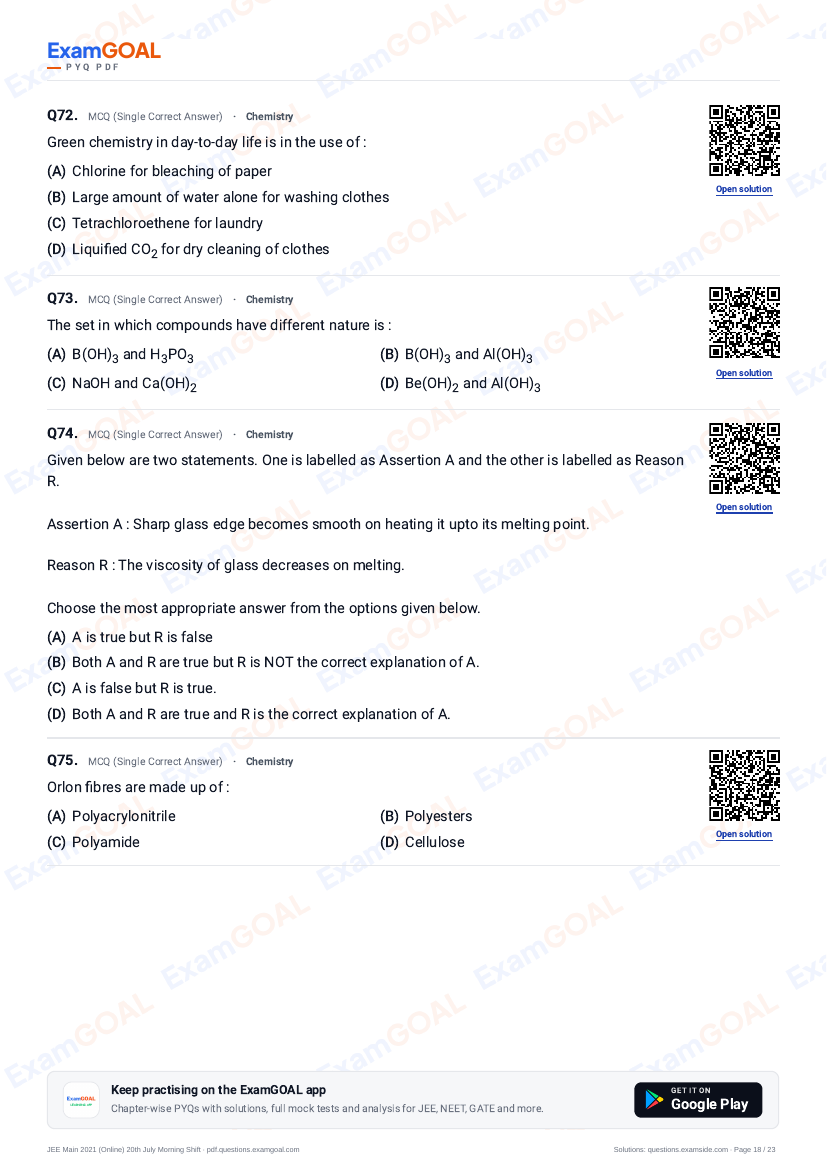 ExamGOAL
PYQ PDF
Q72. MCQ (Single Correct Answer) · Chemistry
Green chemistry in day-to-day life is in the use of :
(A) Chlorine for bleaching of paper
(B) Large amount of water alone for washing clothes
(C) Tetrachloroethene for laundry
(D) Liquified CO₂ for dry cleaning of clothes
Open solution
Q73. MCQ (Single Correct Answer) · Chemistry
The set in which compounds have different nature is :
(A) B(OH)₃ and H₃PO₃ (B) B(OH)₃ and Al(OH)₃
(C) NaOH and Ca(OH)₂ (D) Be(OH)₂ and Al(OH)₃
Open solution
Q74. MCQ (Single Correct Answer) · Chemistry
Given below are two statements. One is labelled as Assertion A and the other is labelled as Reason
R.
Open solution
Assertion A : Sharp glass edge becomes smooth on heating it upto its melting point.
Reason R : The viscosity of glass decreases on melting.
Choose the most appropriate answer from the options given below.
(A) A is true but R is false
(B) Both A and R are true but R is NOT the correct explanation of A.
(C) A is false but R is true.
(D) Both A and R are true and R is the correct explanation of A.
Q75. MCQ (Single Correct Answer) · Chemistry
Orlon fibres are made up of :
(A) Polyacrylonitrile (B) Polyesters
(C) Polyamide (D) Cellulose
Open solution
Keep practising on the ExamGOAL app
Chapter-wise PYQs with solutions, full mock tests and analysis for JEE, NEET, GATE and more.
ExamGOAL
GET IT ON
Google Play
JEE Main 2021 (Online) 20th July Morning Shift · pdf.questions.examgoal.com
Solutions: questions.examside.com · Page 18 / 23